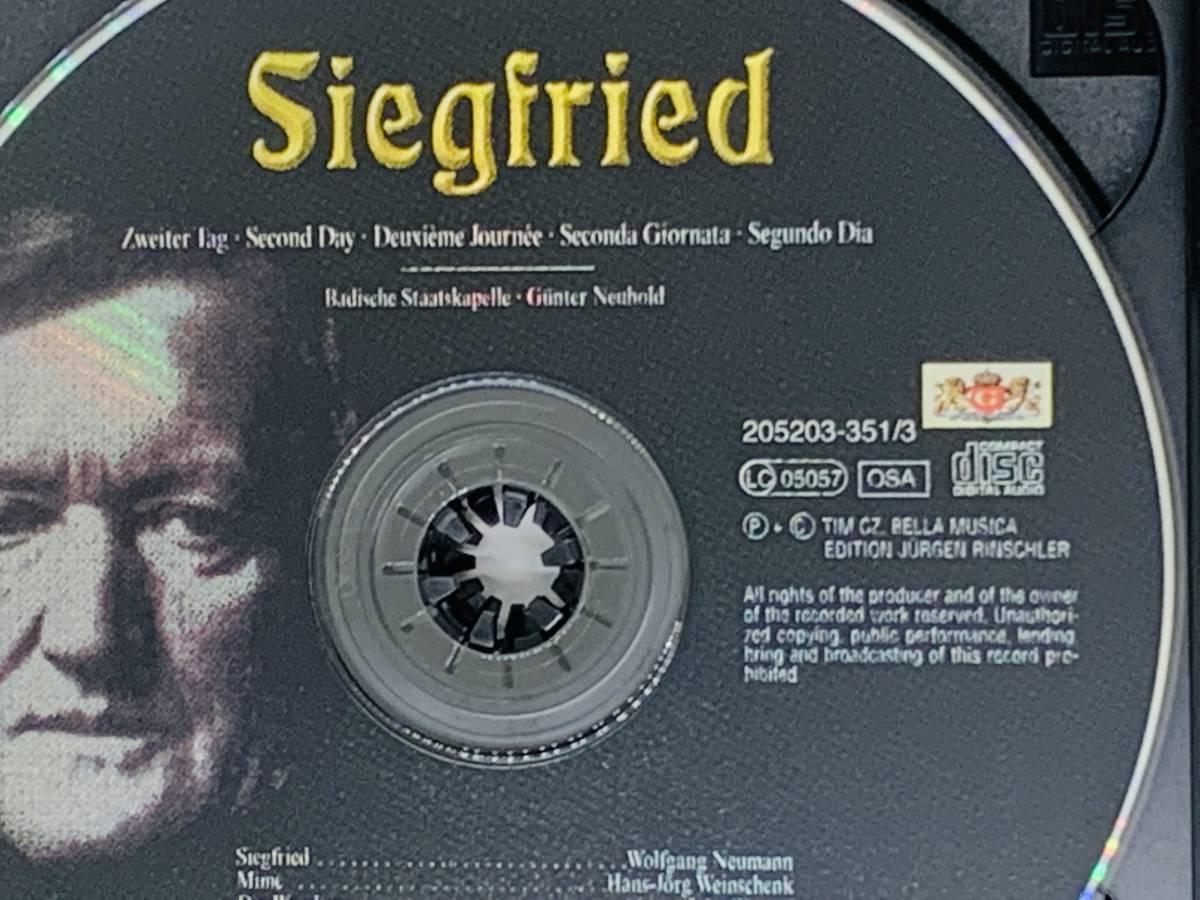 Siegfried
Zweiter Tag · Second Day · Deuxième Journée · Seconda Giornata · Segundo Dia
Badische Staatskapelle · Günter Neuhold
205203-351/3
G
LC 05057 OSA
COMPACT
disc
DIGITAL AUDIO
Ⓟ + Ⓒ TIM CZ, BELLA MUSICA
EDITION JÜRGEN RINSCHLER
All rights of the producer and of the owner
of the recorded work reserved. Unauthori-
zed copying, public performance, lending
hiring and broadcasting of this record pro-
hibited
Siegfried Wolfgang Neumann
Mime Hans-Jörg Weinschenk